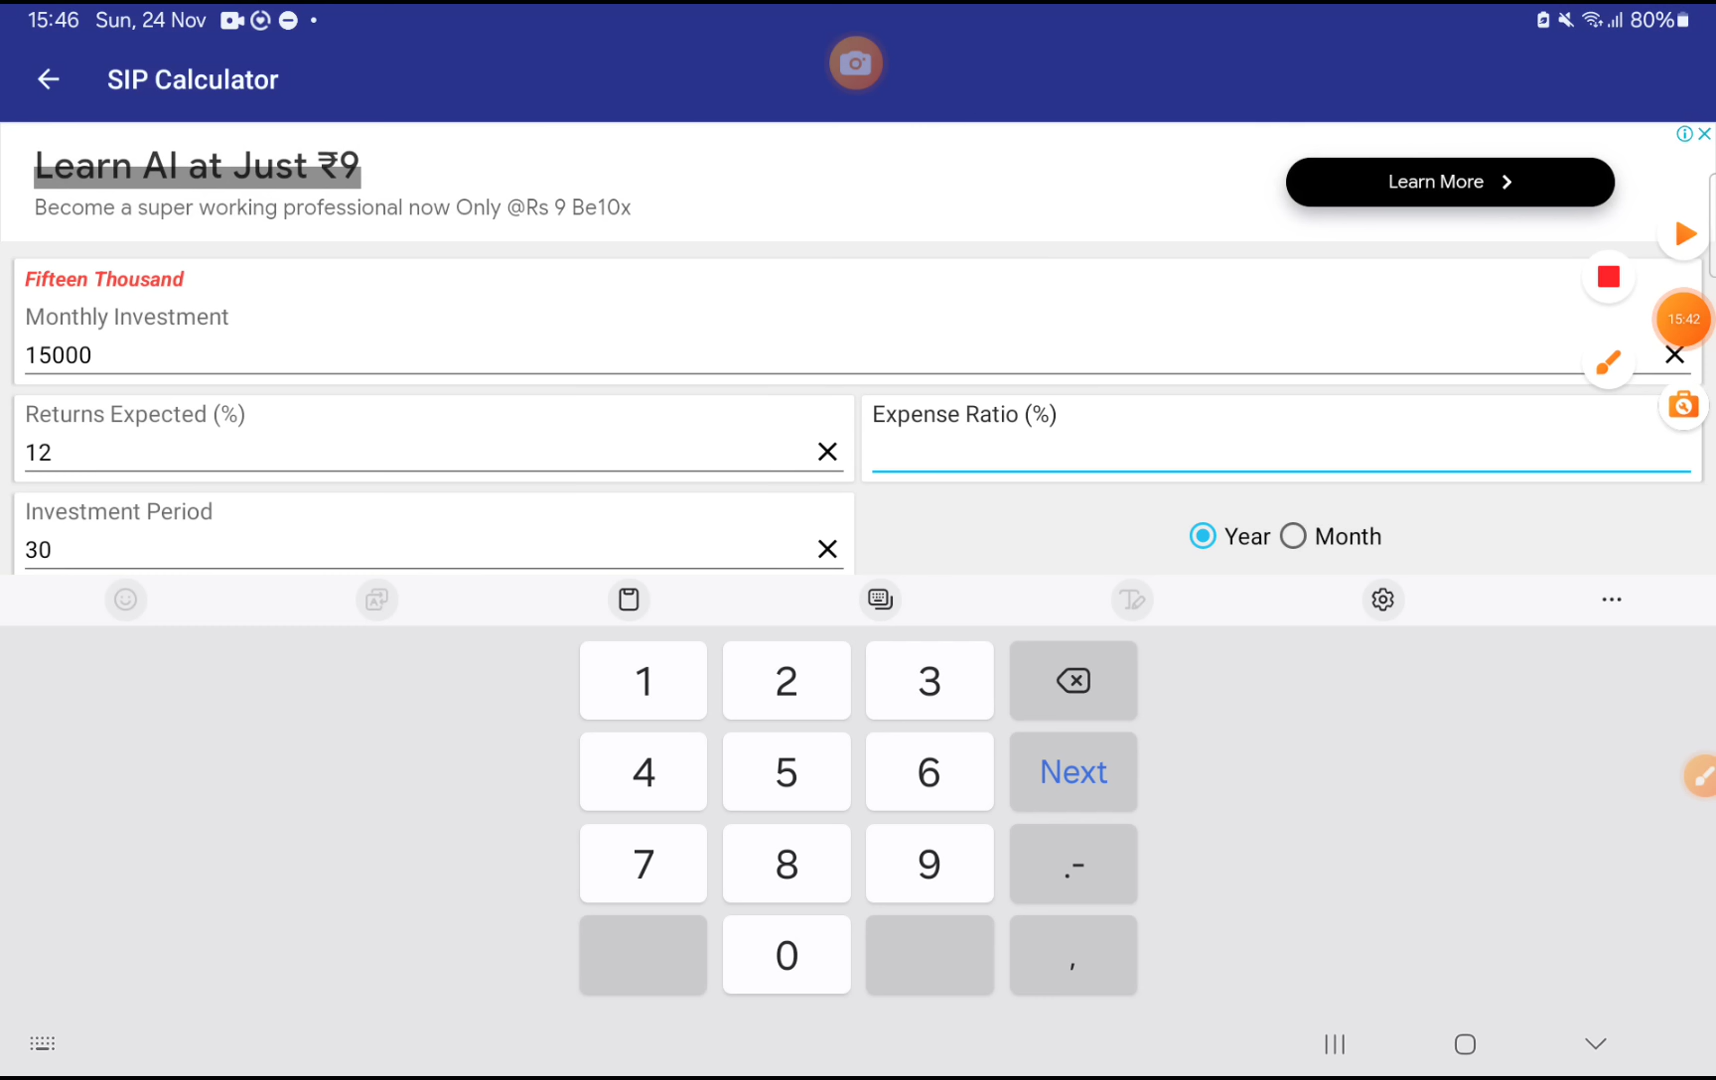 15:46 Sun, 24 Nov
80%
SIP Calculator
Learn AI at Just ₹9
Become a super working professional now Only @Rs 9 Be10x
Learn More
Fifteen Thousand
Monthly Investment
15000
15:42
Returns Expected (%)
12
Expense Ratio (%)
Investment Period
30
Year
Month
1 2 3
4 5 6 Next
7 8 9 .-
0 ,